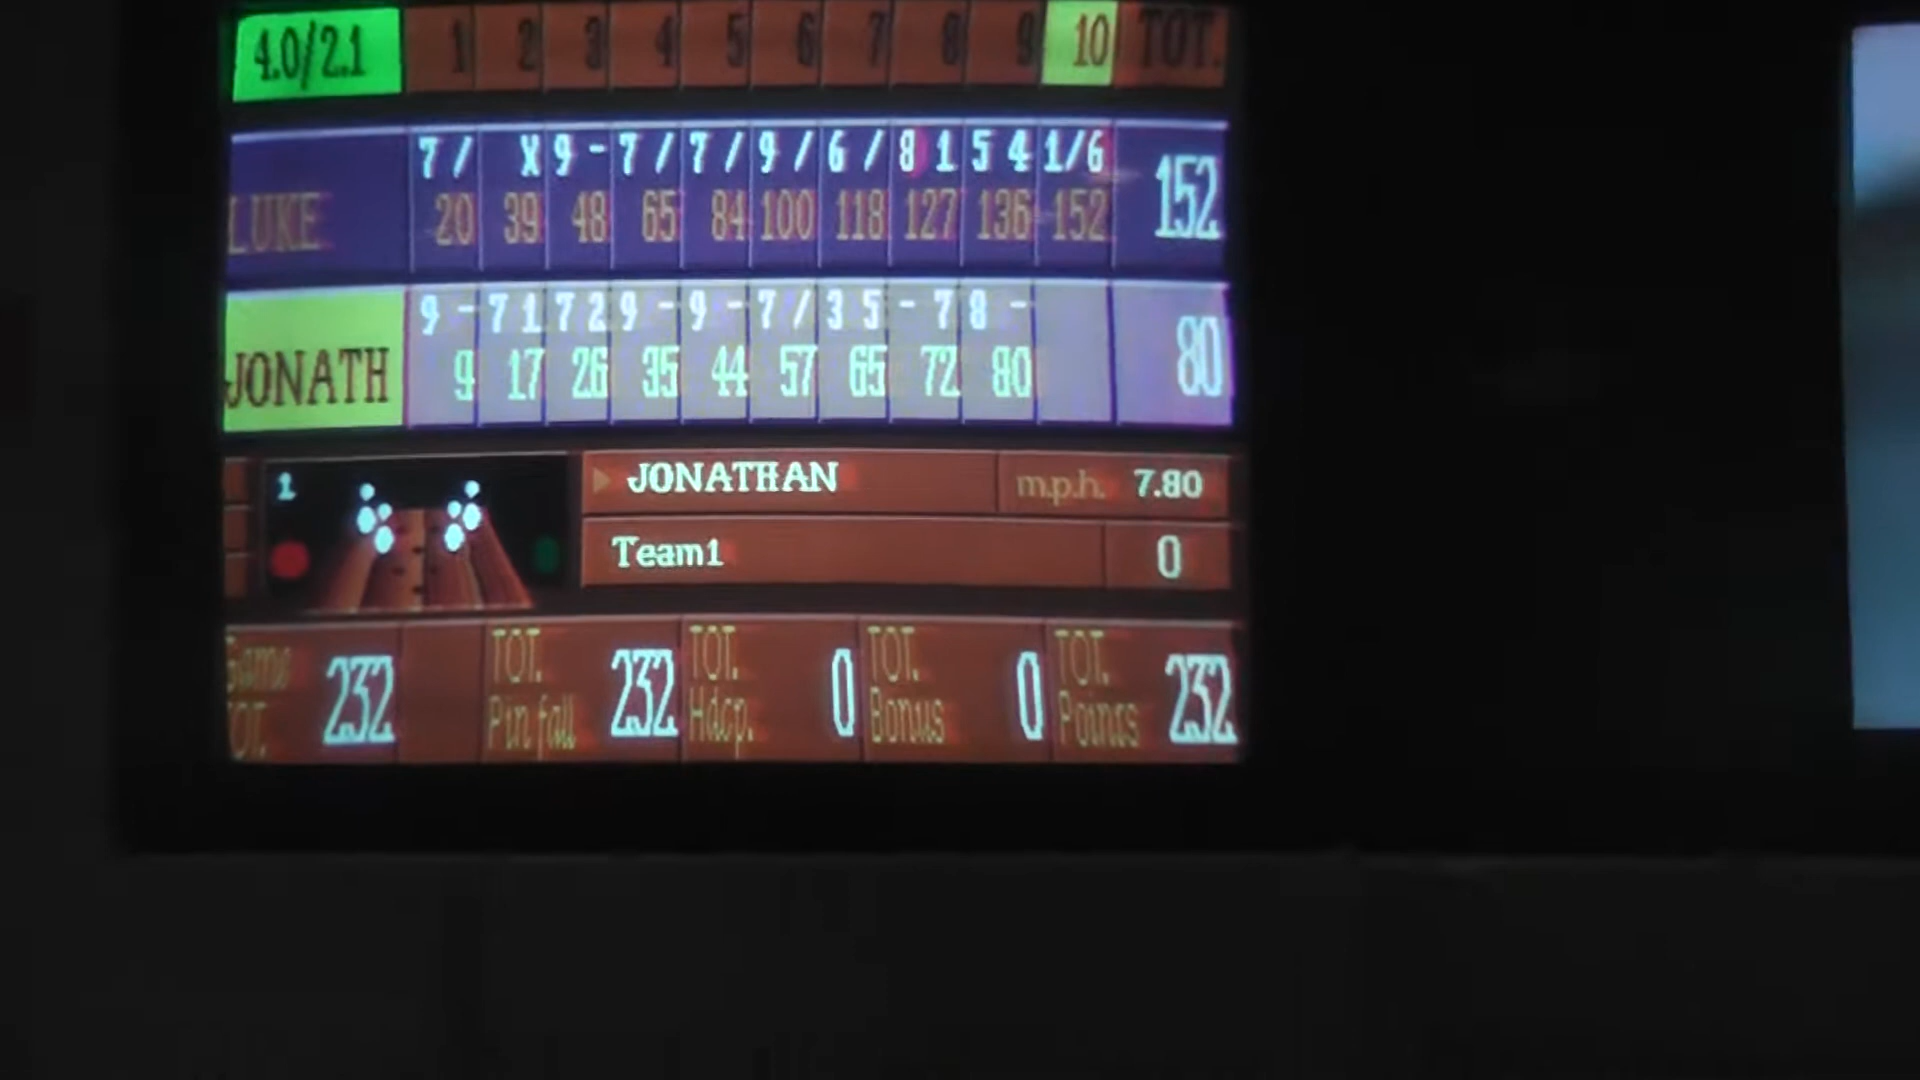 4.0/2.1 1 2 3 4 5 6 7 8 9 10 TOT.
7 / X 9 - 7 / 7 / 9 / 6 / 8 1 5 4 1/6
LUKE 20 39 48 65 84 100 118 127 136 152 152
9 - 7 1 7 2 9 - 9 - 7 / 3 5 - 7 8 -
JONATH 9 17 26 35 44 57 65 72 80 80
1
JONATHAN m.p.h. 7.80
Team1 0
Game TOT. 232
TOT. Pin fall 232
TOT. Hdcp. 0
TOT. Bonus 0
TOT. Points 232